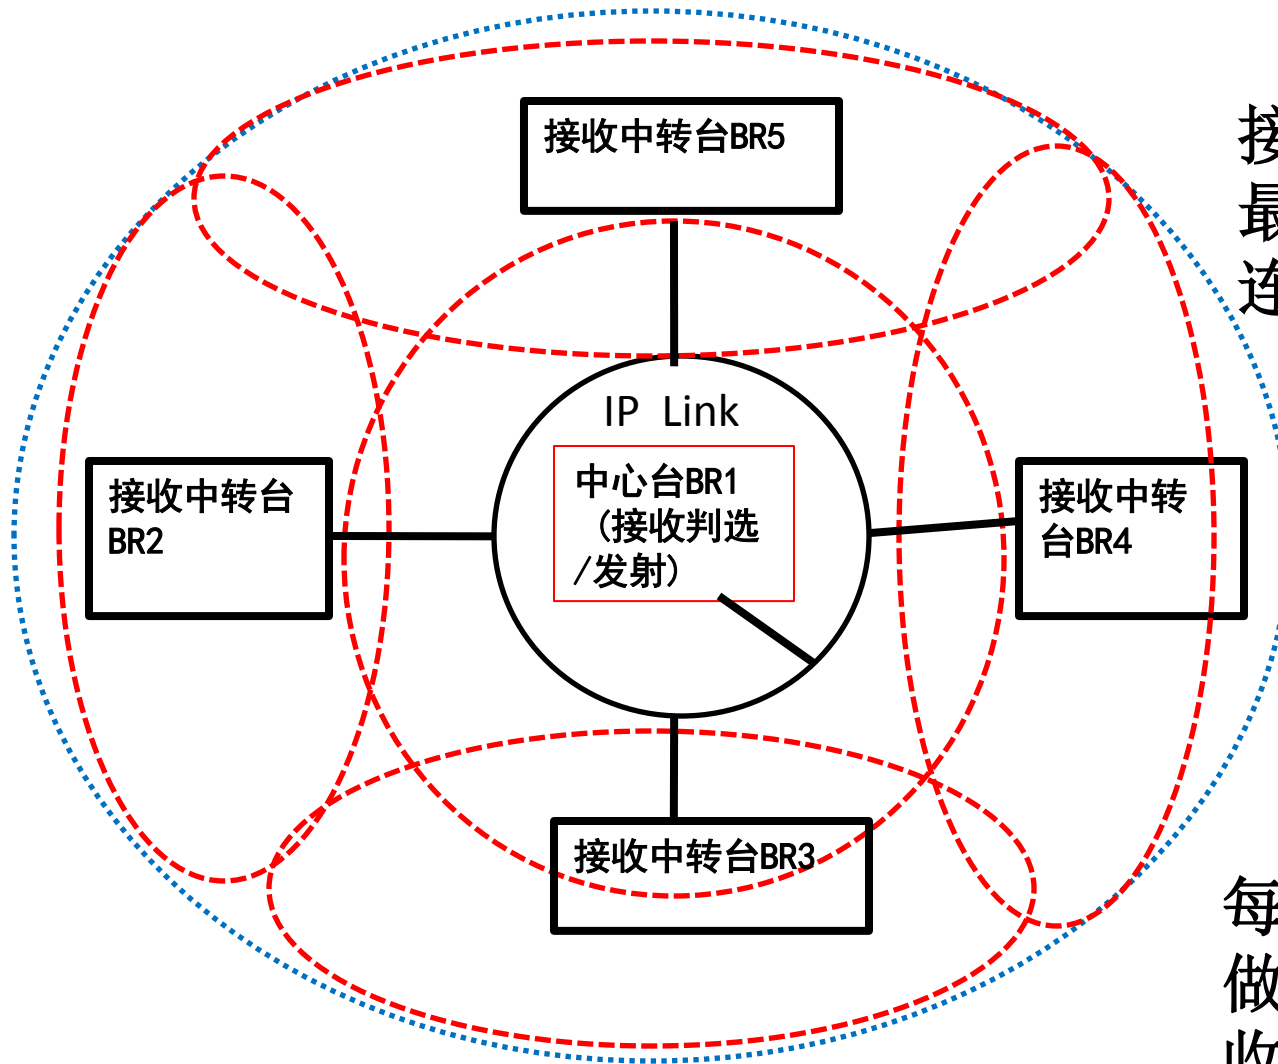 接收中转台BR5
接
最
连
IP Link
中心台BR1
（接收判选
/发射）
接收中转台
BR2
接收中转
台BR4
接收中转台BR3
每
做
收